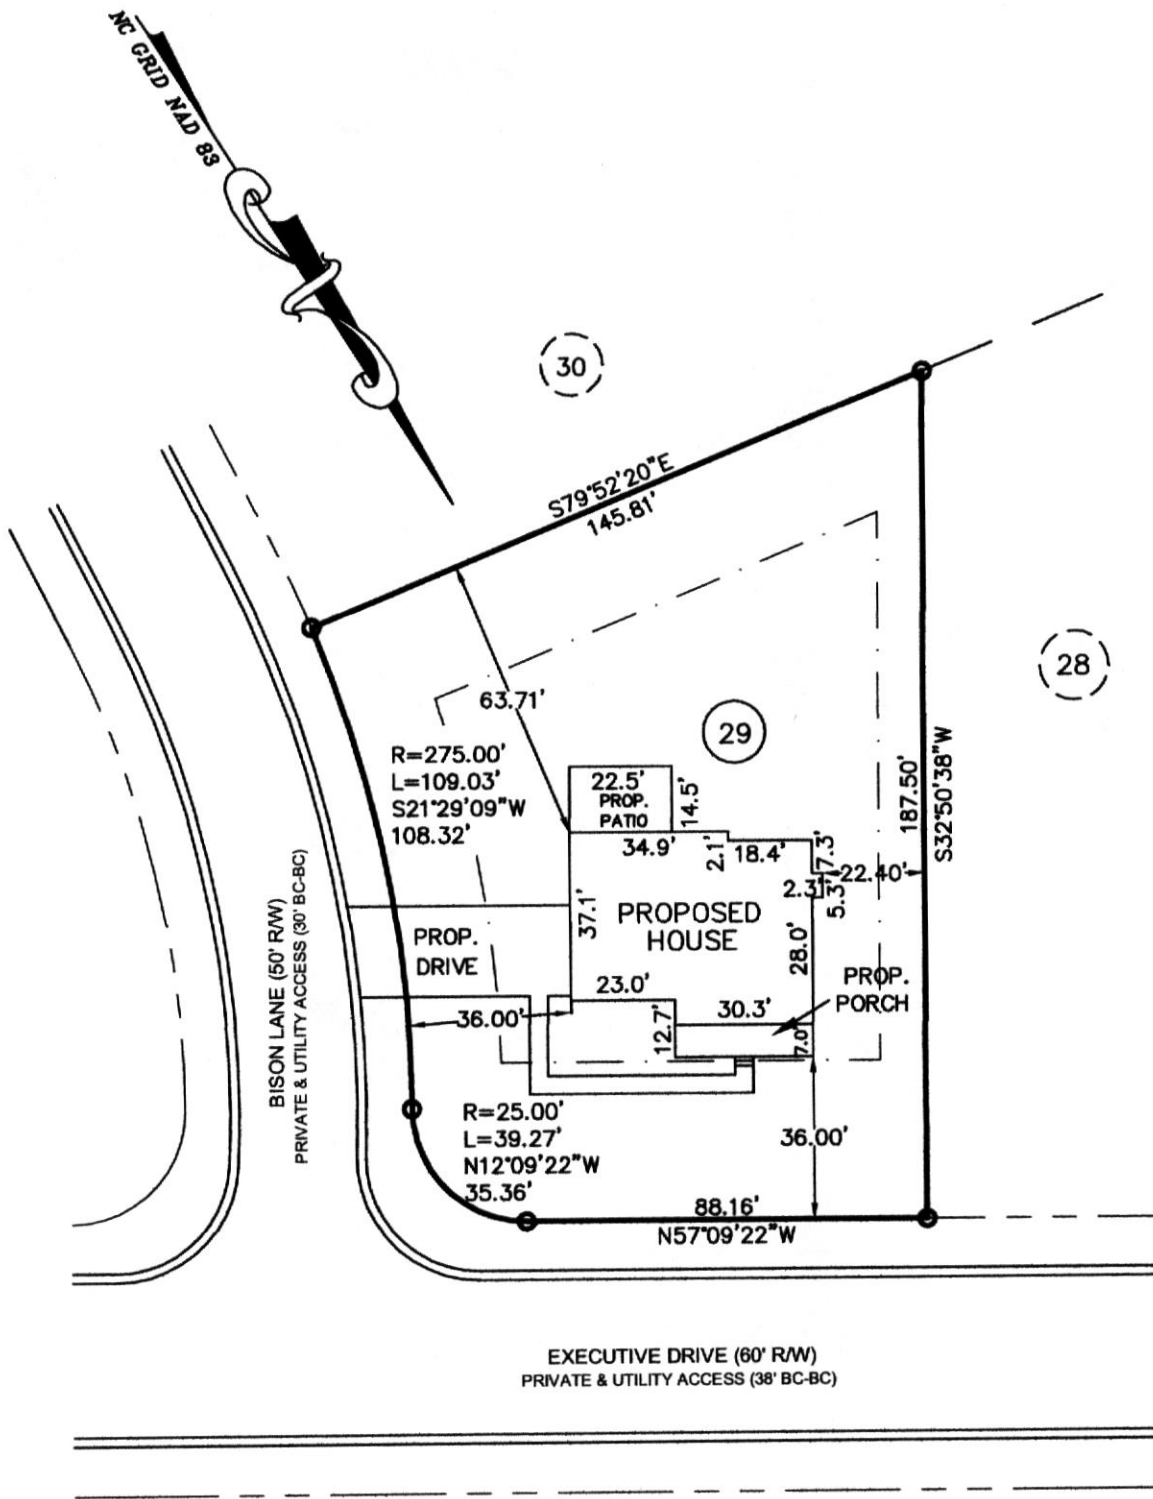 NC GRID NAD 83
30
S79°52'20"E
145.81'
28
63.71'
29
R=275.00'
L=109.03'
S21°29'09"W
108.32'
187.50'
S32°50'38"W
22.5'
PROP.
PATIO
14.5'
34.9'
2.1'
18.4'
7.3'
22.40'
2.3'
5.3'
37.1'
PROPOSED
HOUSE
28.0'
PROP.
DRIVE
PROP.
PORCH
23.0'
30.3'
12.7'
7.0'
36.00'
BISON LANE (50' R/W)
PRIVATE & UTILITY ACCESS (30' BC-BC)
R=25.00'
L=39.27'
N12°09'22"W
35.36'
36.00'
88.16'
N57°09'22"W
EXECUTIVE DRIVE (60' R/W)
PRIVATE & UTILITY ACCESS (38' BC-BC)